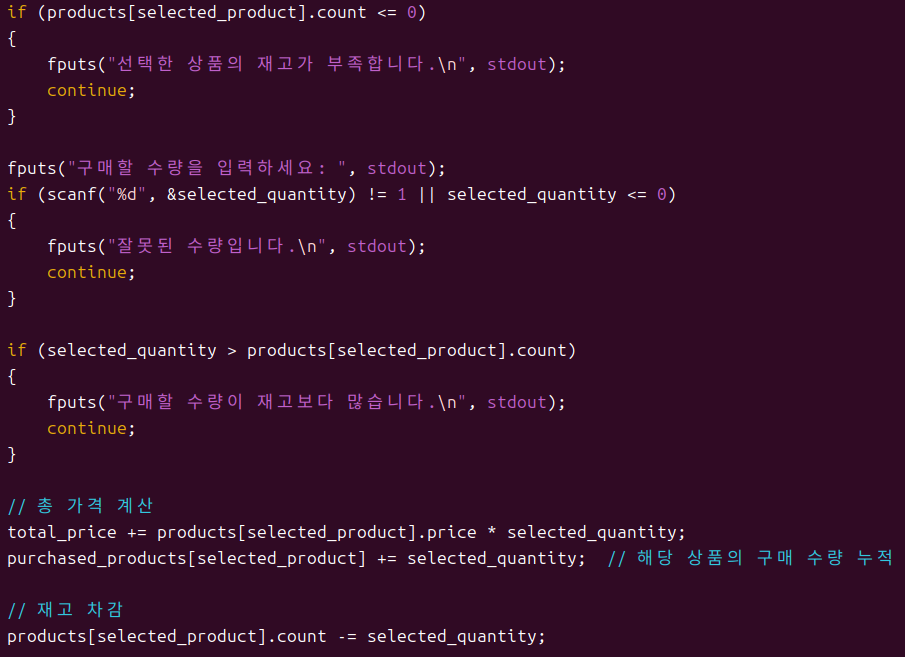 if (products[selected_product].count <= 0)
{
    fputs("선택한 상품의 재고가 부족합니다.\n", stdout);
    continue;
}

fputs("구매할 수량을 입력하세요: ", stdout);
if (scanf("%d", &selected_quantity) != 1 || selected_quantity <= 0)
{
    fputs("잘못된 수량입니다.\n", stdout);
    continue;
}

if (selected_quantity > products[selected_product].count)
{
    fputs("구매할 수량이 재고보다 많습니다.\n", stdout);
    continue;
}

// 총 가격 계산
total_price += products[selected_product].price * selected_quantity;
purchased_products[selected_product] += selected_quantity;  // 해당 상품의 구매 수량 누적

// 재고 차감
products[selected_product].count -= selected_quantity;